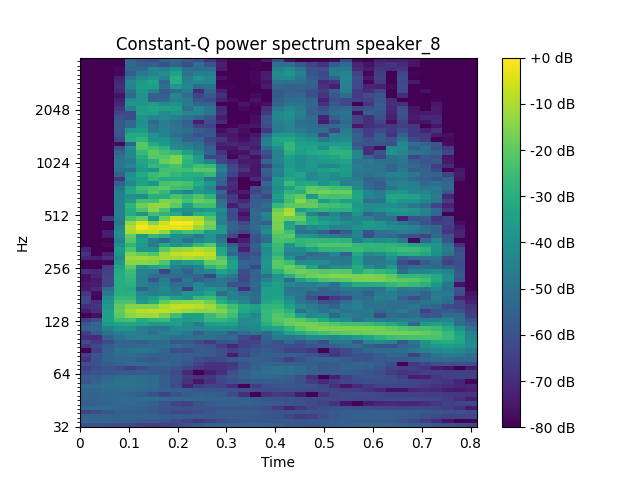 Constant-Q power spectrum speaker_8
Hz
2048
1024
512
256
128
64
32
0
0.1
0.2
0.3
0.4
0.5
0.6
0.7
0.8
Time
+0 dB
-10 dB
-20 dB
-30 dB
-40 dB
-50 dB
-60 dB
-70 dB
-80 dB